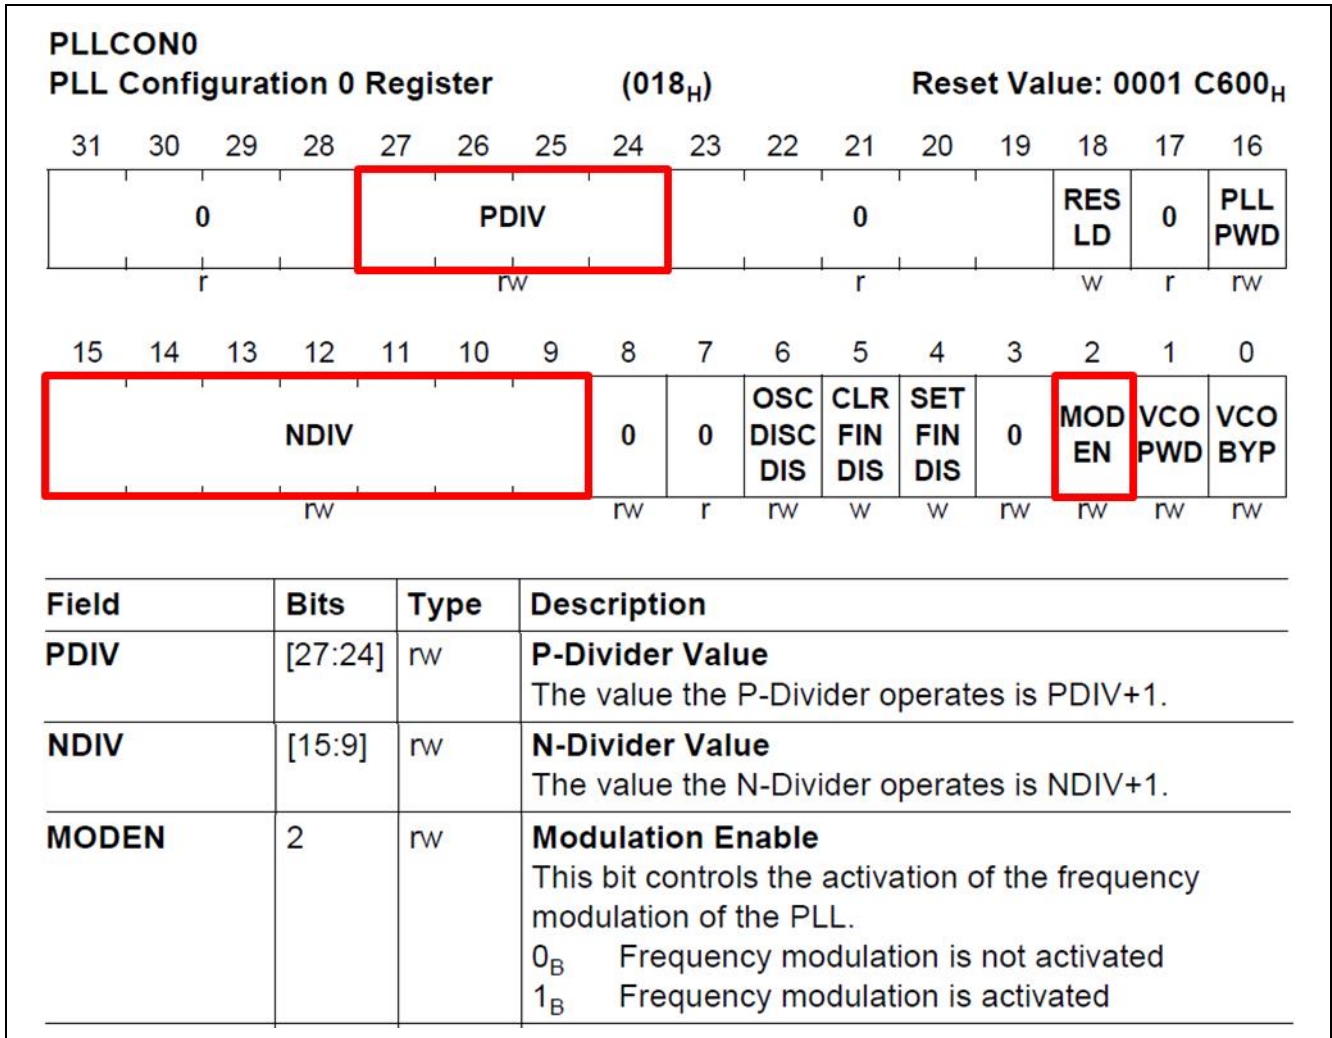 PLLCON0
PLL Configuration 0 Register (018H) Reset Value: 0001 C600H
31 30 29 28 27 26 25 24 23 22 21 20 19 18 17 16
0 PDIV 0 RES LD 0 PLL PWD
r rw r w r rw
15 14 13 12 11 10 9 8 7 6 5 4 3 2 1 0
NDIV 0 0 OSC DISC DIS CLR FIN DIS SET FIN DIS 0 MOD EN VCO PWD VCO BYP
rw rw r rw w w rw rw rw rw
Field Bits Type Description
PDIV [27:24] rw P-Divider Value
The value the P-Divider operates is PDIV+1.
NDIV [15:9] rw N-Divider Value
The value the N-Divider operates is NDIV+1.
MODEN 2 rw Modulation Enable
This bit controls the activation of the frequency
modulation of the PLL.
0B Frequency modulation is not activated
1B Frequency modulation is activated